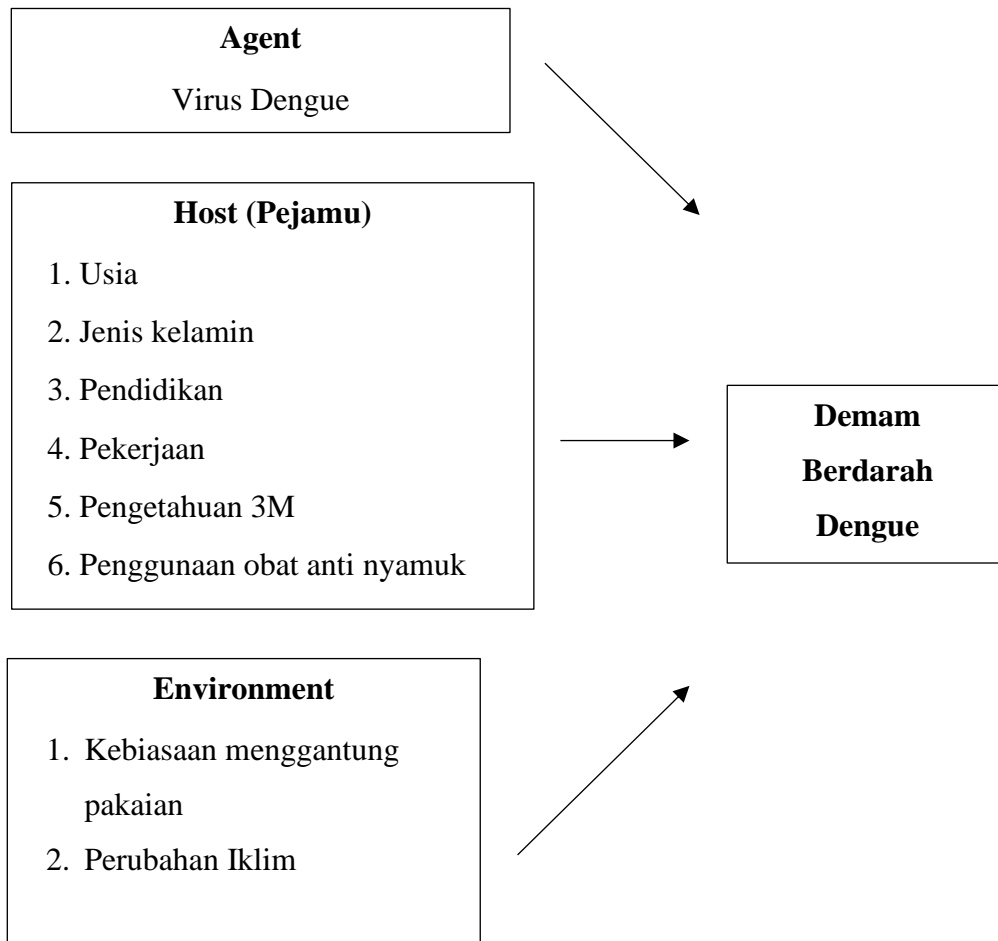 Agent
Virus Dengue
Host (Pejamu)
1. Usia
2. Jenis kelamin
3. Pendidikan
4. Pekerjaan
5. Pengetahuan 3M
6. Penggunaan obat anti nyamuk
Demam
Berdarah
Dengue
Environment
1. Kebiasaan menggantung
pakaian
2. Perubahan Iklim